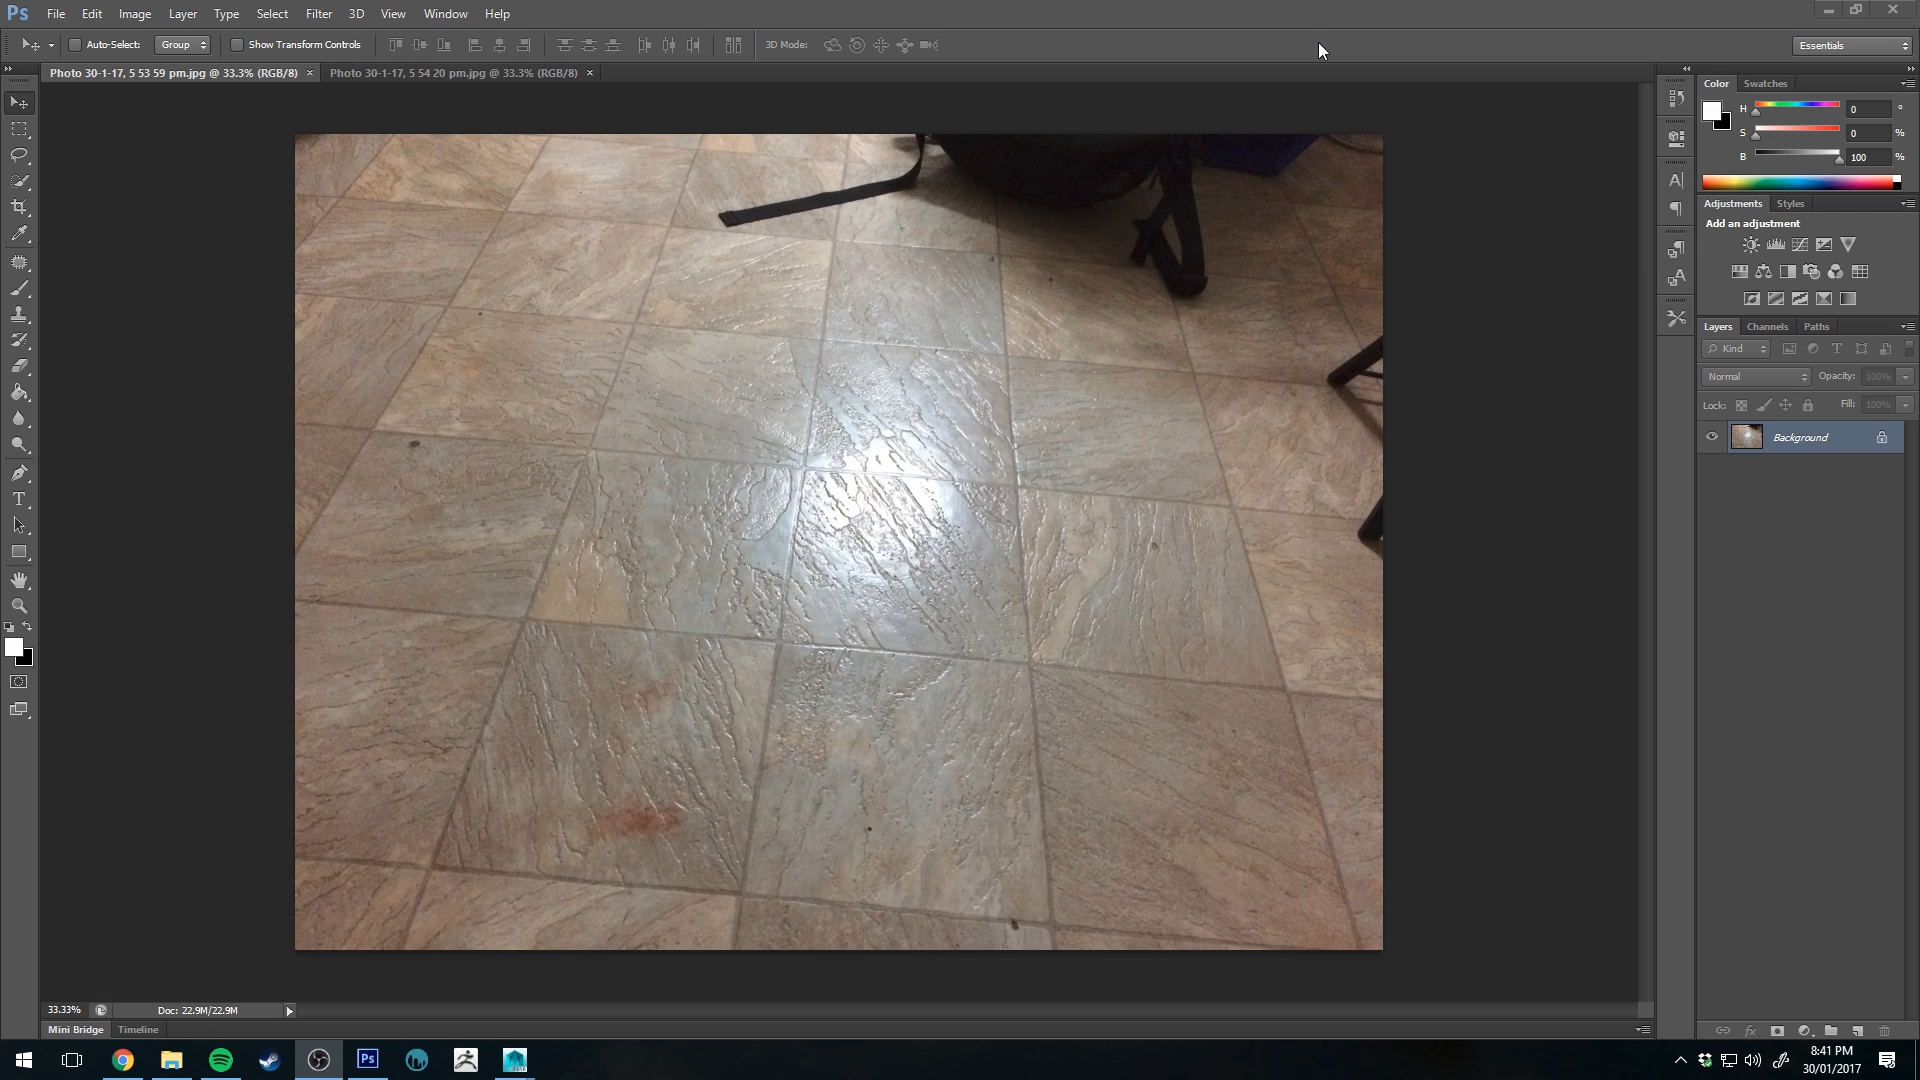 Ps File Edit Image Layer Type Select Filter 3D View Window Help
Auto-Select: Group Show Transform Controls 3D Mode: Essentials
Photo 30-1-17, 5 53 59 pm.jpg @ 33.3% (RGB/8) × Photo 30-1-17, 5 54 20 pm.jpg @ 33.3% (RGB/8) ×
Color Swatches
H 0 °
S 0 %
B 100 %
Adjustments Styles
Add an adjustment
Layers Channels Paths
Kind
Normal Opacity: 100%
Lock: Fill: 100%
Background
33.33% Doc: 22.9M/22.9M
Mini Bridge Timeline
Ps
8:41 PM
30/01/2017